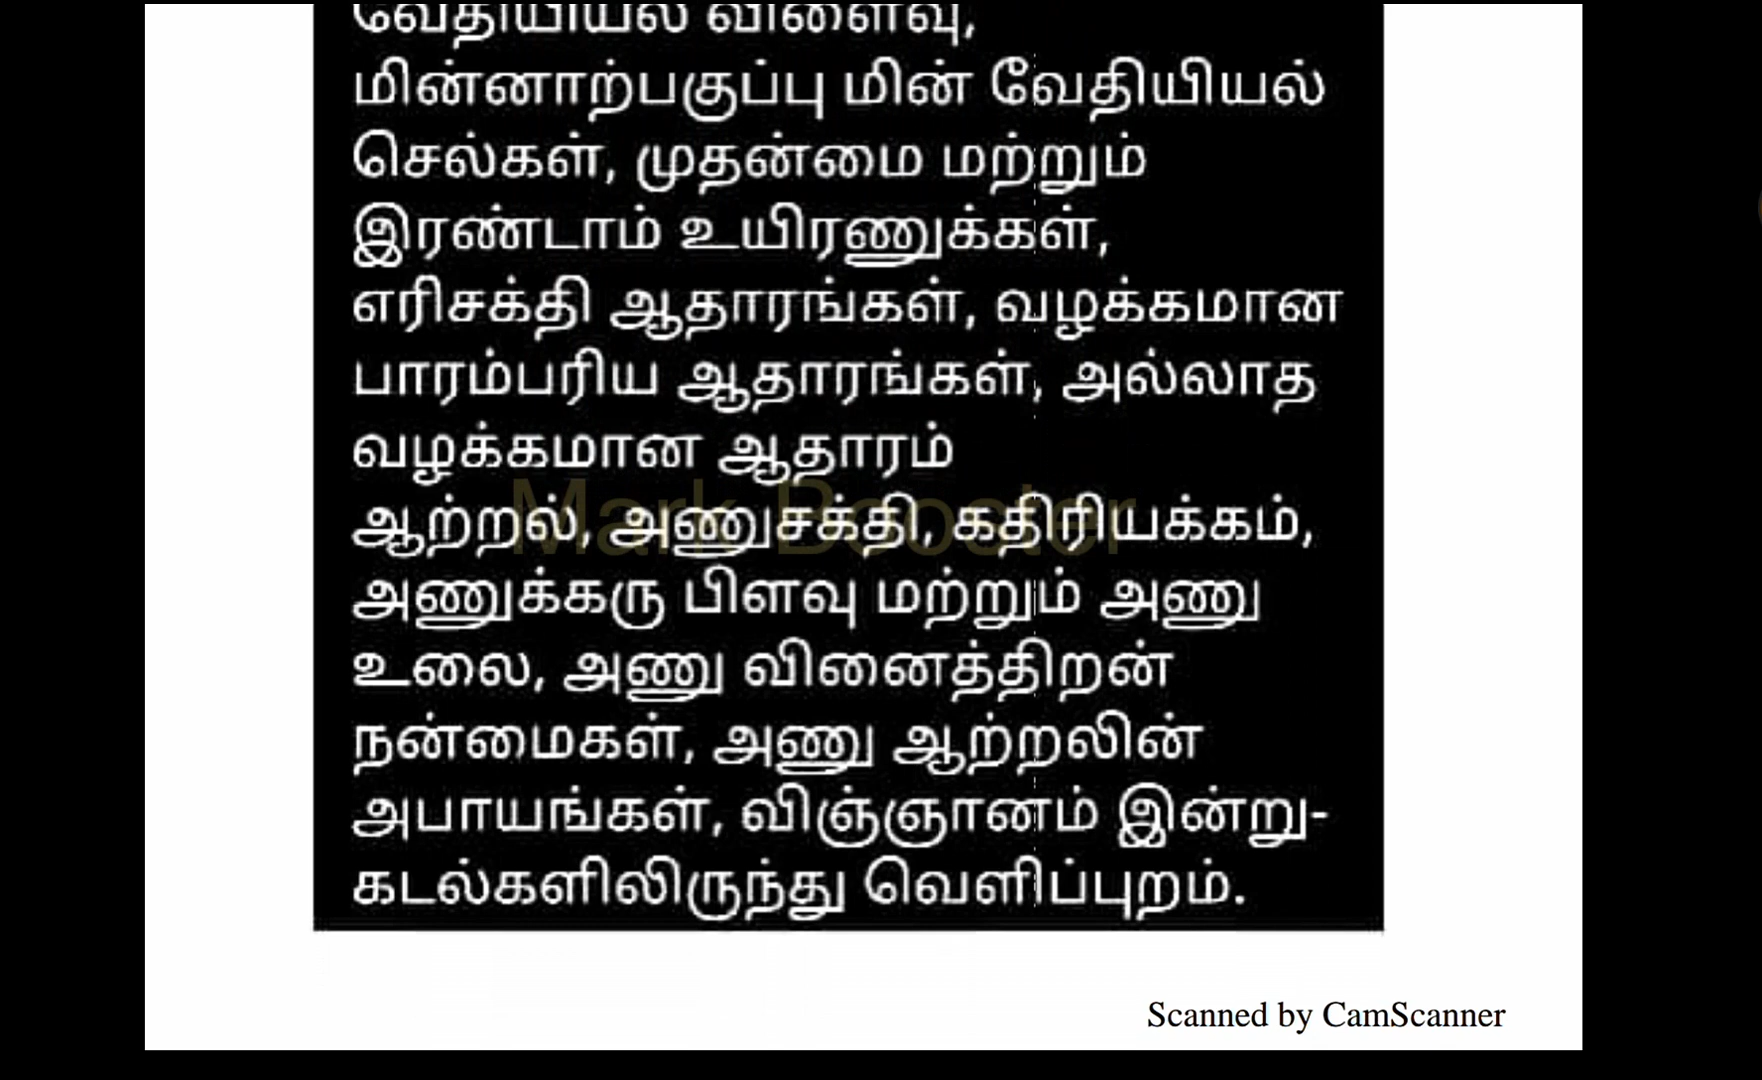 வேதியியல் விளைவு,
மின்னாற்பகுப்பு மின் வேதியியல்
செல்கள், முதன்மை மற்றும்
இரண்டாம் உயிரணுக்கள்,
எரிசக்தி ஆதாரங்கள், வழக்கமான
பாரம்பரிய ஆதாரங்கள், அல்லாத
வழக்கமான ஆதாரம்
Mark Booster
ஆற்றல், அணுசக்தி, கதிரியக்கம்,
அணுக்கரு பிளவு மற்றும் அணு
உலை, அணு வினைத்திறன்
நன்மைகள், அணு ஆற்றலின்
அபாயங்கள், விஞ்ஞானம் இன்று-
கடல்களிலிருந்து வெளிப்புறம்.
Scanned by CamScanner